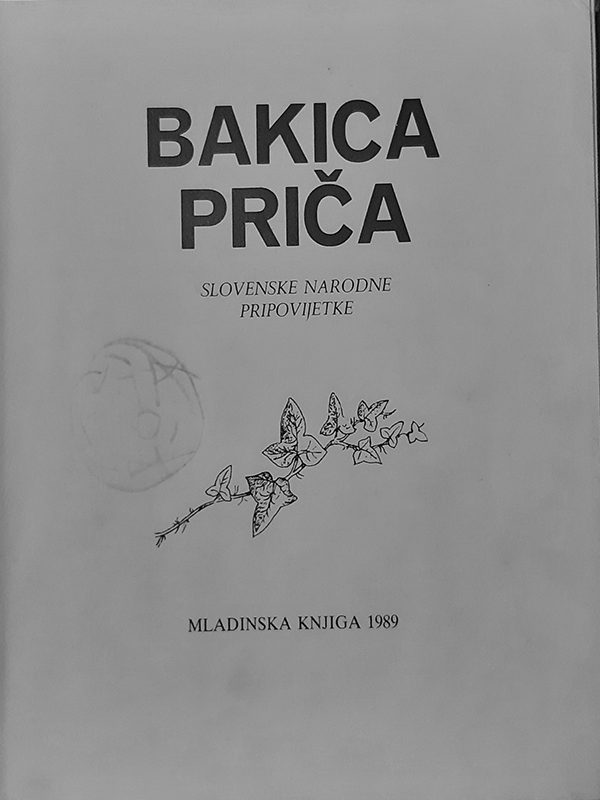 BAKICA
PRIČA
SLOVENSKE NARODNE
PRIPOVIJETKE
MLADINSKA KNJIGA 1989